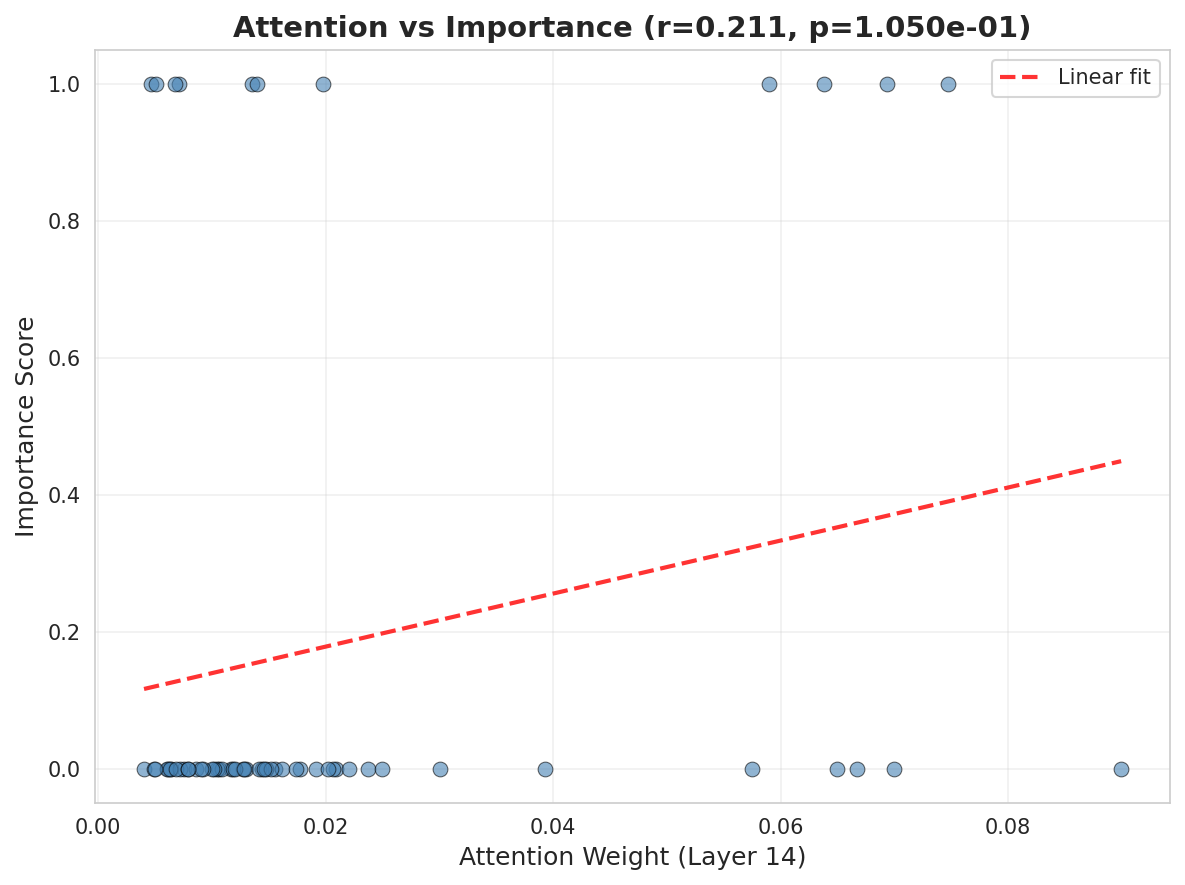 Attention vs Importance (r=0.211, p=1.050e-01)
Linear fit
1.0
0.8
0.6
0.4
0.2
0.0
Importance Score
0.00
0.02
0.04
0.06
0.08
Attention Weight (Layer 14)